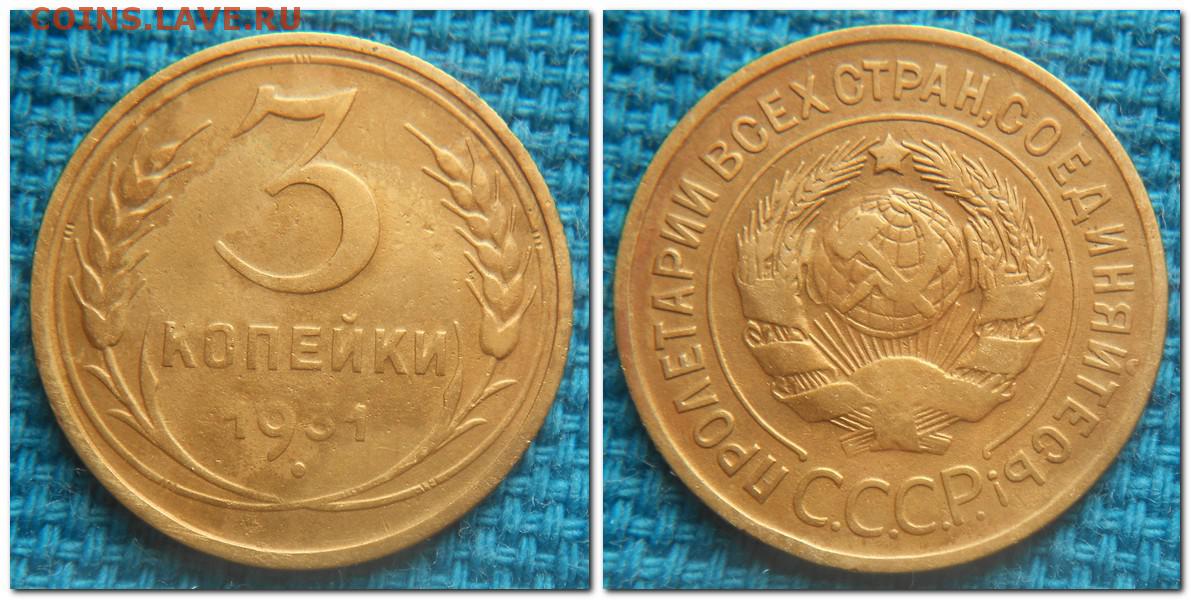 COINS.LAVE.RU
3
КОПЕЙКИ
1931
ПРОЛЕТАРИИ ВСЕХ СТРАН, СОЕДИНЯЙТЕСЬ!
С.С.С.Р.